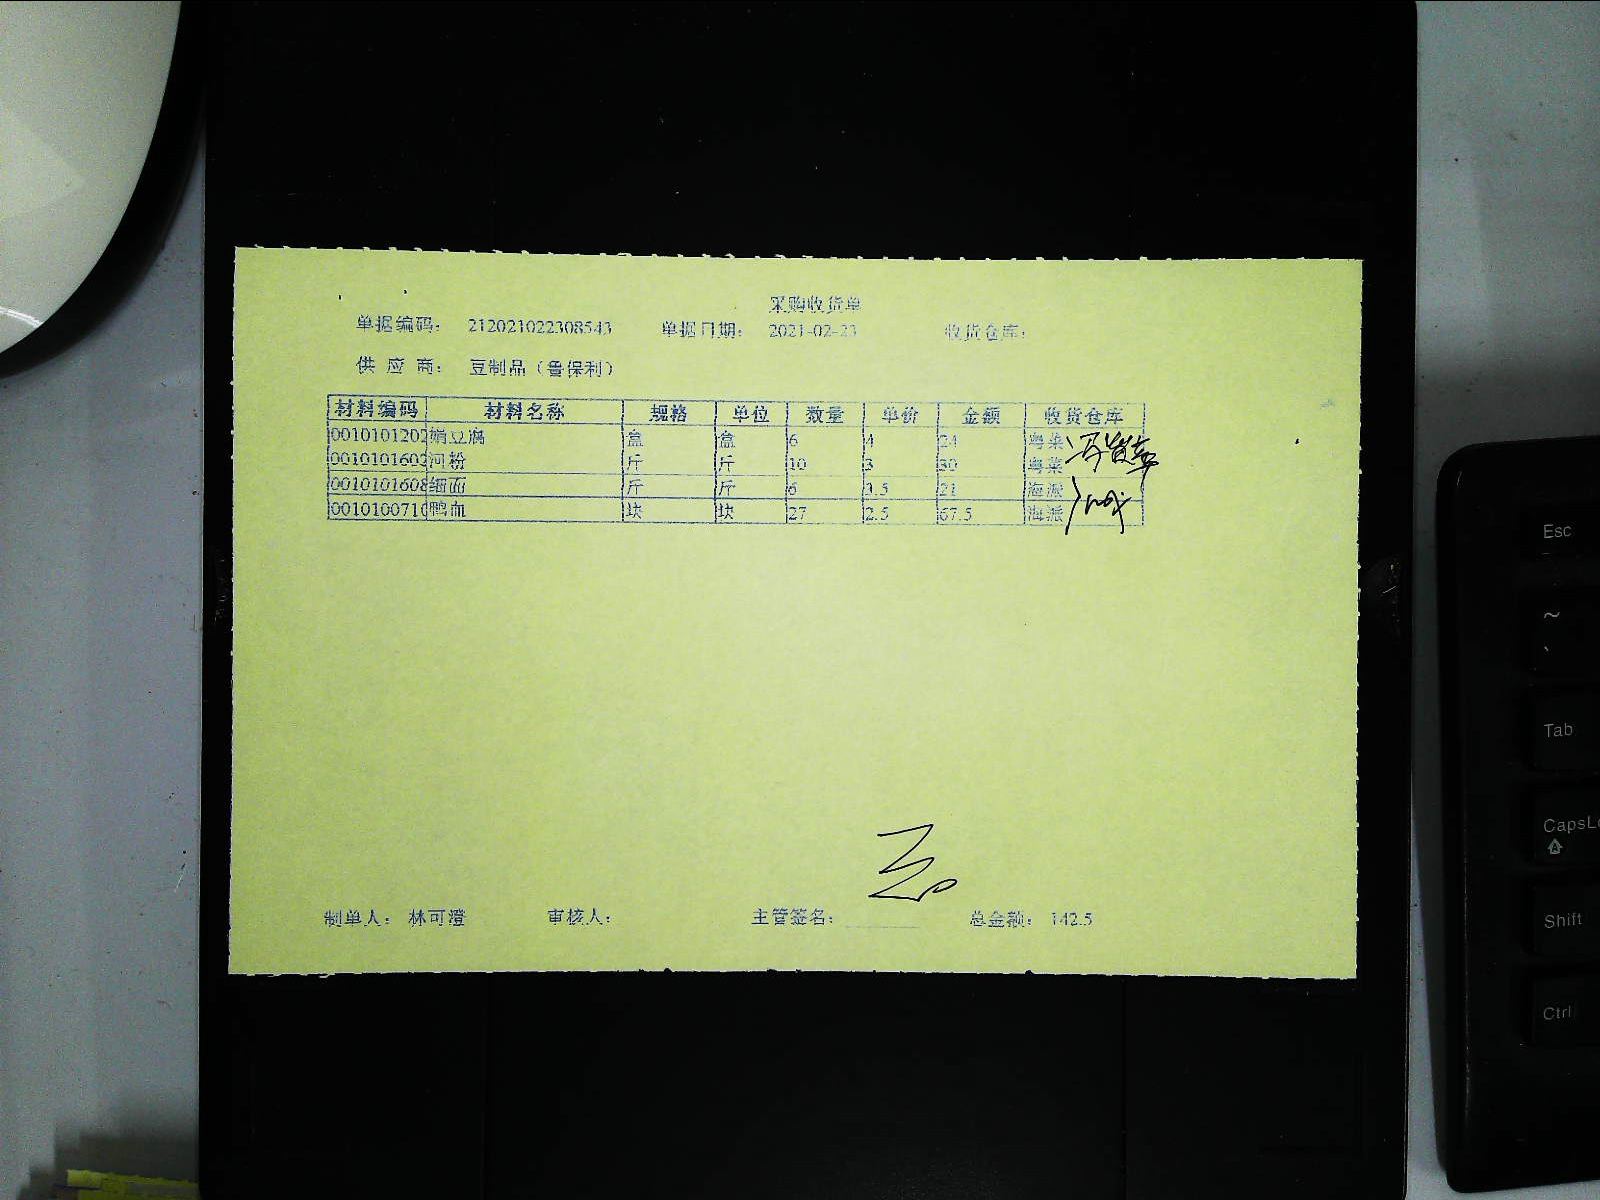 采购收货单
单据编码： 212021022308543 单据日期： 2021-02-23 收货仓库：
供 应 商： 豆制品（鲁保利）
材料编码 材料名称 规格 单位 数量 单价 金额 收货仓库
0010101202 绢豆腐 盒 盒 6 4 24 粤菜
0010101602 河粉 斤 斤 10 3 30 粤菜
0010101608 细面 斤 斤 6 3.5 21 海派
0010100710 鸭血 块 块 27 2.5 67.5 海派
制单人： 林可澄 审核人： 主管签名： 总金额： 142.5
Esc
~
Tab
CapsLo
Shift
Ctrl